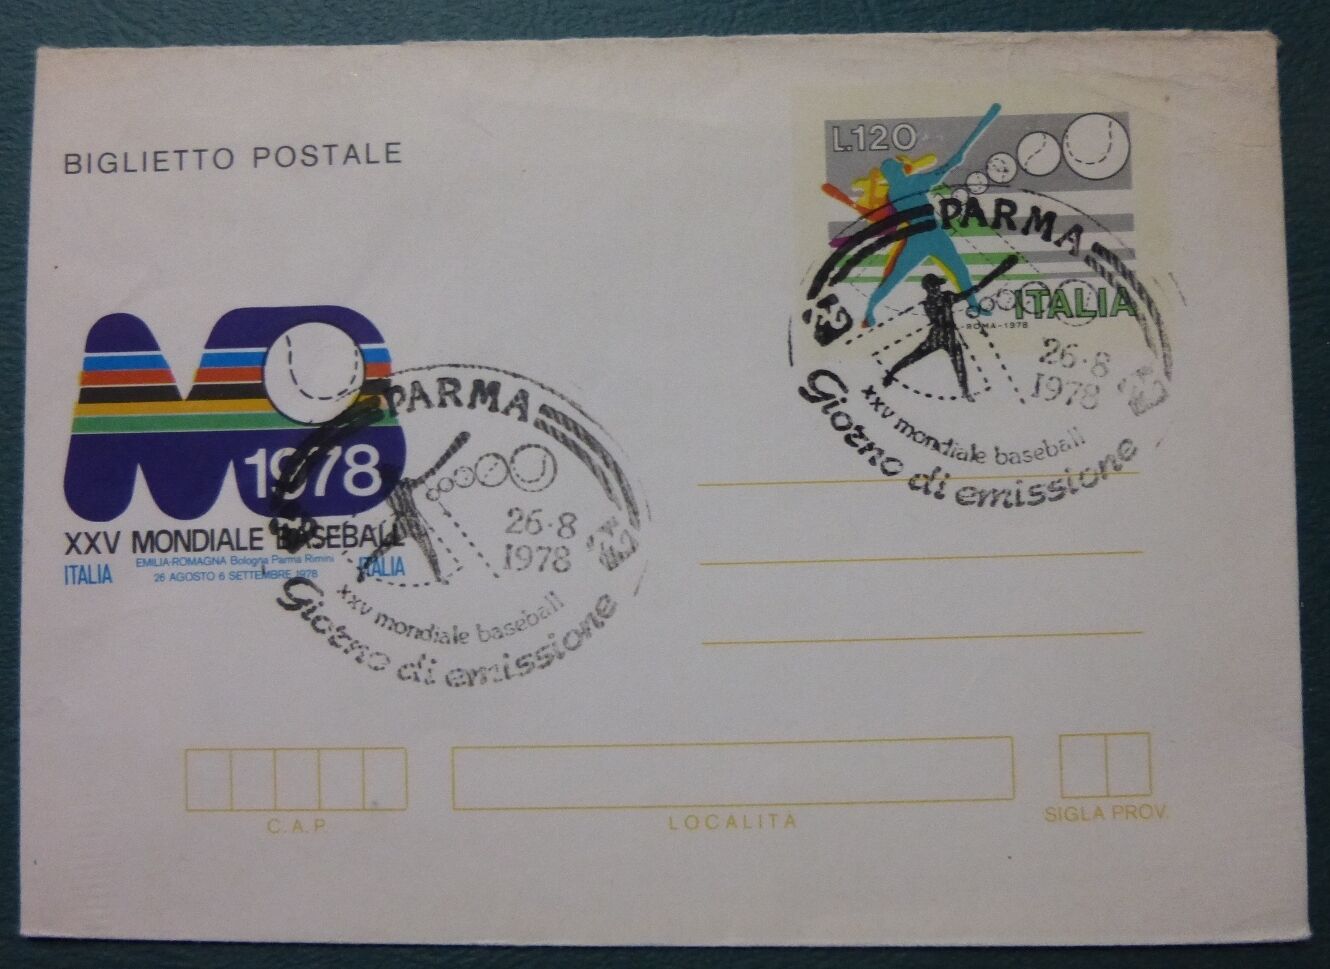 BIGLIETTO POSTALE
L.120
ITALIA
ROMA-1978
PARMA
26-8
1978
xxv mondiale baseball
Giorno di emissione
1978
XXV MONDIALE BASEBALL
ITALIA
EMILIA-ROMAGNA Bologna Parma Rimini
26 AGOSTO 6 SETTEMBRE 1978
ITALIA
PARMA
26-8
1978
xxv mondiale baseball
Giorno di emissione
C.A.P.
LOCALITÀ
SIGLA PROV.